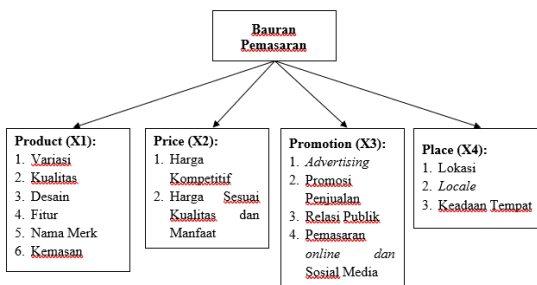 Bauran
Pemasaran
Product (X1):
1. Variasi
2. Kualitas
3. Desain
4. Fitur
5. Nama Merk
6. Kemasan
Price (X2):
1. Harga
Kompetitif
2. Harga Sesuai
Kualitas dan
Manfaat
Promotion (X3):
1. Advertising
2. Promosi
Penjualan
3. Relasi Publik
4. Pemasaran
online dan
Sosial Media
Place (X4):
1. Lokasi
2. Locale
3. Keadaan Tempat